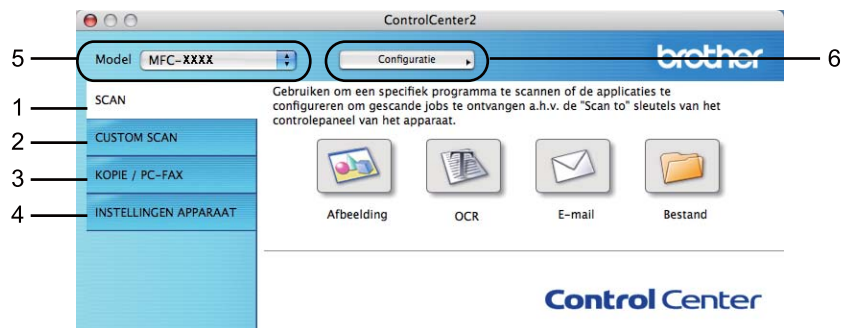 ControlCenter2
5
Model MFC-XXXX
Configuratie
brother
6
1
SCAN
2
CUSTOM SCAN
3
KOPIE / PC-FAX
4
INSTELLINGEN APPARAAT
Gebruiken om een specifiek programma te scannen of de applicaties te
configureren om gescande jobs te ontvangen a.h.v. de "Scan to" sleutels van het
controlepaneel van het apparaat.
Afbeelding
OCR
E-mail
Bestand
Control Center